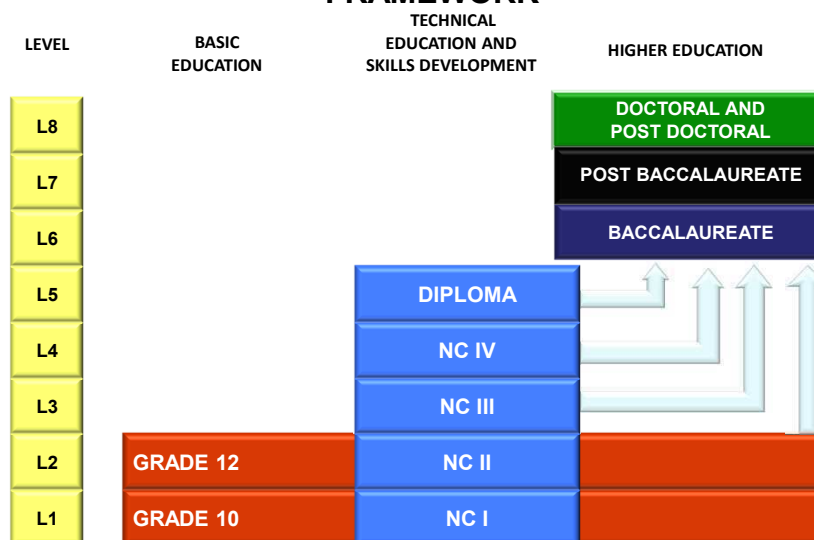 FRAMEWORK
LEVEL
BASIC
EDUCATION
TECHNICAL
EDUCATION AND
SKILLS DEVELOPMENT
HIGHER EDUCATION
L8
DOCTORAL AND
POST DOCTORAL
L7
POST BACCALAUREATE
L6
BACCALAUREATE
L5
DIPLOMA
L4
NC IV
L3
NC III
L2
GRADE 12
NC II
L1
GRADE 10
NC I